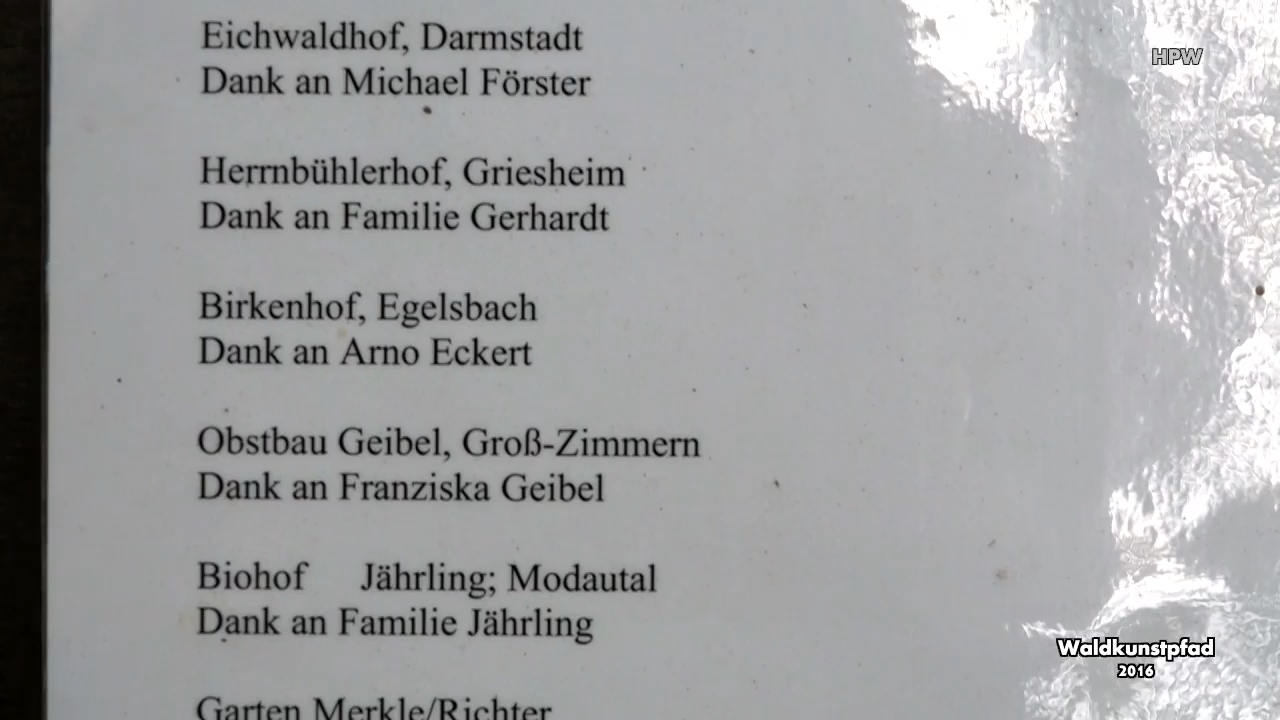 HPW
Eichwaldhof, Darmstadt
Dank an Michael Förster
Herrnbühlerhof, Griesheim
Dank an Familie Gerhardt
Birkenhof, Egelsbach
Dank an Arno Eckert
Obstbau Geibel, Groß-Zimmern
Dank an Franziska Geibel
Biohof Jährling; Modautal
Dank an Familie Jährling
Garten Merkle/Richter
Waldkunstpfad
2016